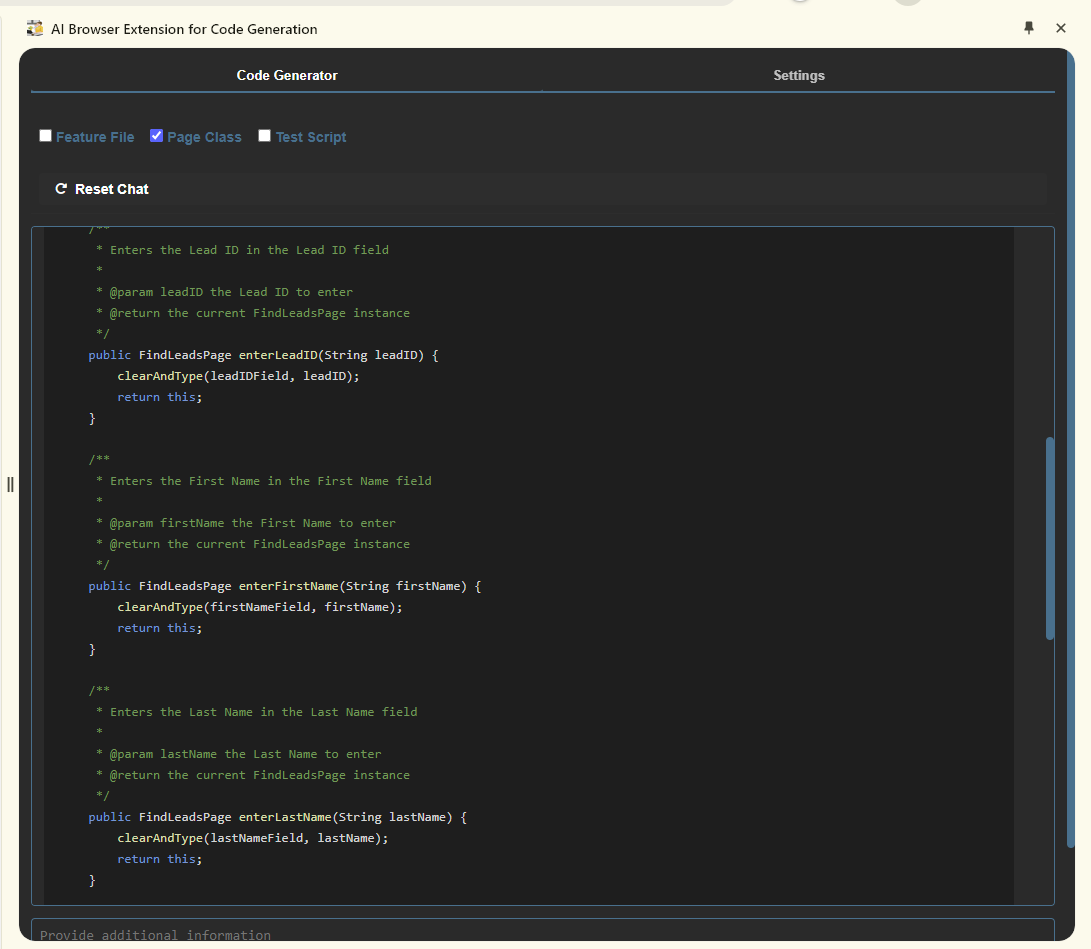 AI Browser Extension for Code Generation
Code Generator
Settings
Feature File
Page Class
Test Script
Reset Chat
/**
* Enters the Lead ID in the Lead ID field
*
* @param leadID the Lead ID to enter
* @return the current FindLeadsPage instance
*/
public FindLeadsPage enterLeadID(String leadID) {
clearAndType(leadIDField, leadID);
return this;
}
/**
* Enters the First Name in the First Name field
*
* @param firstName the First Name to enter
* @return the current FindLeadsPage instance
*/
public FindLeadsPage enterFirstName(String firstName) {
clearAndType(firstNameField, firstName);
return this;
}
/**
* Enters the Last Name in the Last Name field
*
* @param lastName the Last Name to enter
* @return the current FindLeadsPage instance
*/
public FindLeadsPage enterLastName(String lastName) {
clearAndType(lastNameField, lastName);
return this;
}
Provide additional information